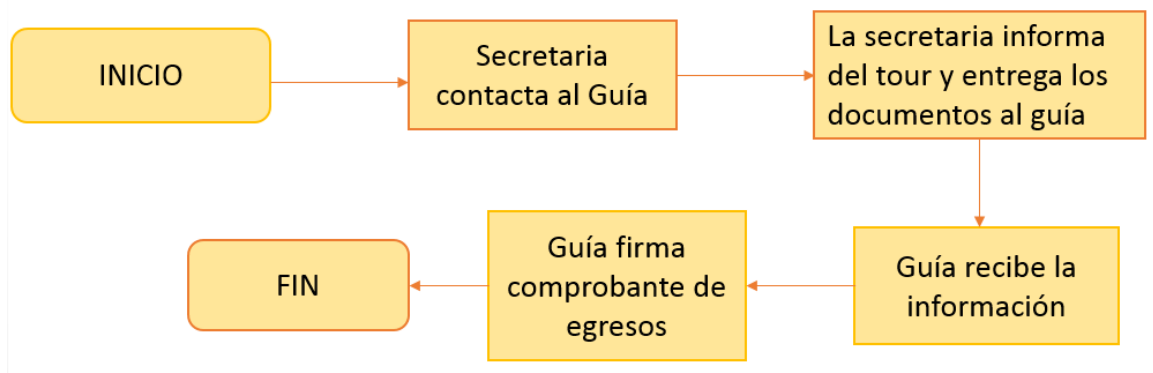 INICIO
Secretaria
contacta al Guía
La secretaria informa
del tour y entrega los
documentos al guía
Guía recibe la
información
Guía firma
comprobante de
egresos
FIN